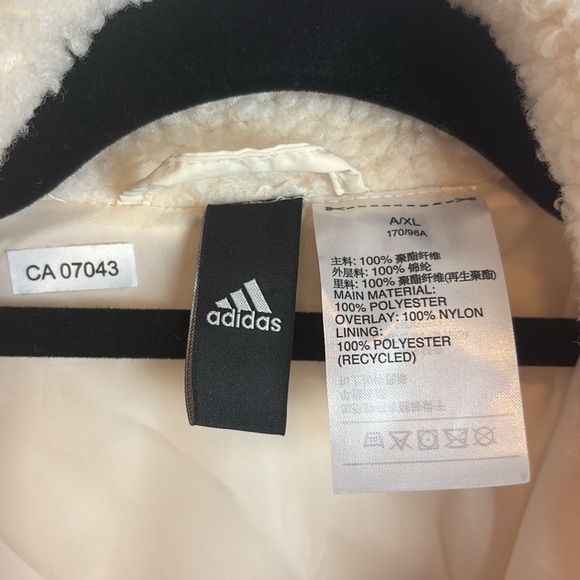 CA 07043
adidas
A/XL
170/96A
主料: 100% 聚酯纤维
外层料: 100% 锦纶
里料: 100% 聚酯纤维(再生聚酯)
MAIN MATERIAL:
100% POLYESTER
OVERLAY: 100% NYLON
LINING:
100% POLYESTER
(RECYCLED)